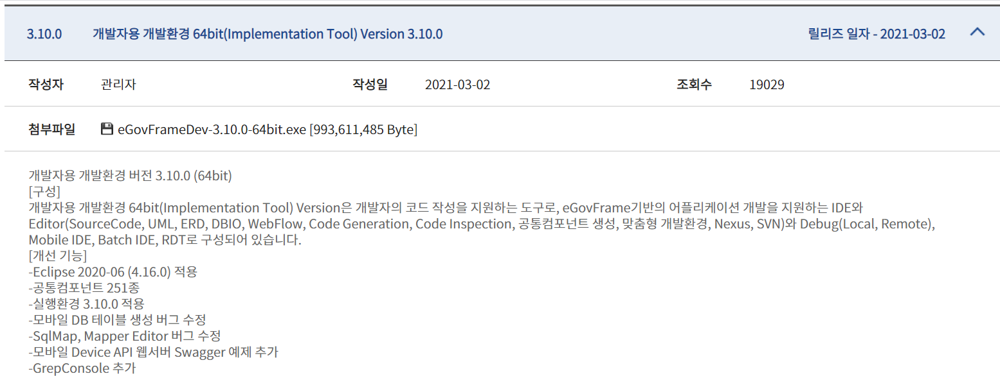 3.10.0 개발자용 개발환경 64bit(Implementation Tool) Version 3.10.0 릴리즈 일자 - 2021-03-02
작성자 관리자 작성일 2021-03-02 조회수 19029
첨부파일 eGovFrameDev-3.10.0-64bit.exe [993,611,485 Byte]
개발자용 개발환경 버전 3.10.0 (64bit)
[구성]
개발자용 개발환경 64bit(Implementation Tool) Version은 개발자의 코드 작성을 지원하는 도구로, eGovFrame기반의 어플리케이션 개발을 지원하는 IDE와
Editor(SourceCode, UML, ERD, DBIO, WebFlow, Code Generation, Code Inspection, 공통컴포넌트 생성, 맞춤형 개발환경, Nexus, SVN)와 Debug(Local, Remote),
Mobile IDE, Batch IDE, RDT로 구성되어 있습니다.
[개선 기능]
-Eclipse 2020-06 (4.16.0) 적용
-공통컴포넌트 251종
-실행환경 3.10.0 적용
-모바일 DB 테이블 생성 버그 수정
-SqlMap, Mapper Editor 버그 수정
-모바일 Device API 웹서버 Swagger 예제 추가
-GrepConsole 추가